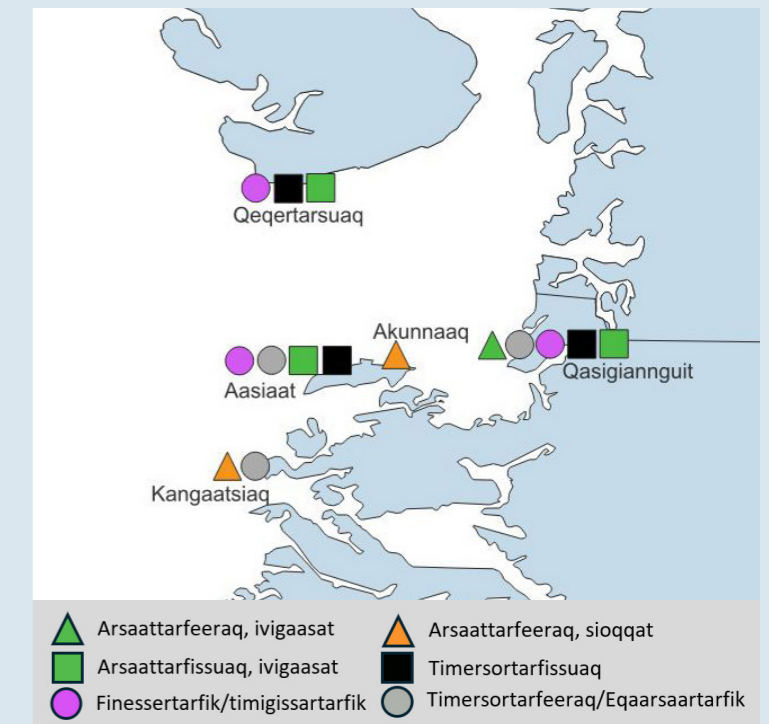 Qeqertarsuaq
Akunnaaq
Qasigiannguit
Aasiaat
Kangaatsiaq
Arsaattarfeeraq, ivigaasat
Arsaattarfeeraq, sioqqat
Arsaattarfissuaq, ivigaasat
Timersortarfissuaq
Finessertarfik/timigissartarfik
Timersortarfeeraq/Eqaarsaartarfik